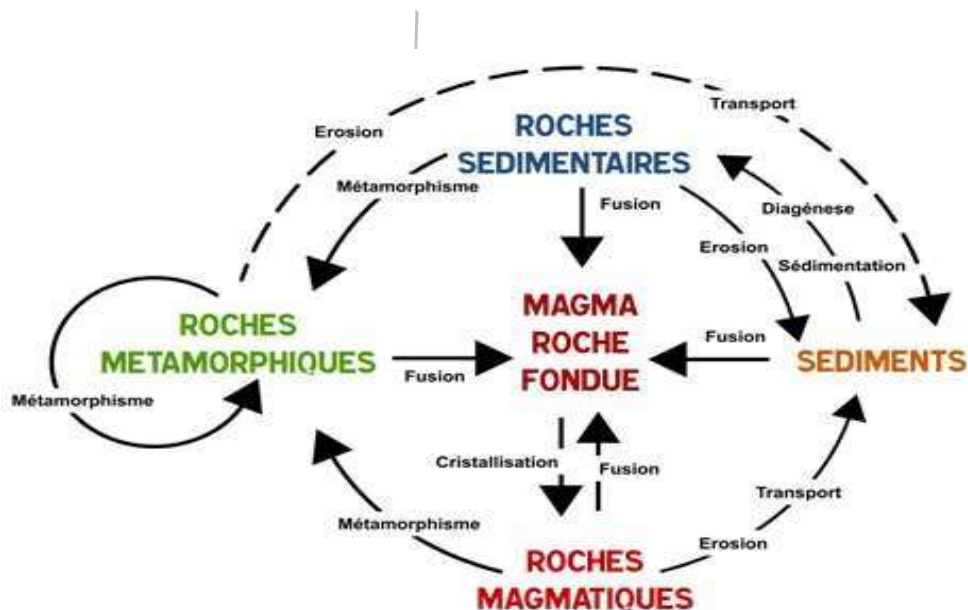 Transport
Erosion
ROCHES
SEDIMENTAIRES
Métamorphisme
Fusion
Diagénese
Erosion
Sédimentation
MAGMA
ROCHE
FONDUE
ROCHES
METAMORPHIQUES
Fusion
SEDIMENTS
Fusion
Métamorphisme
Cristallisation
Fusion
Transport
Métamorphisme
Erosion
ROCHES
MAGMATIQUES